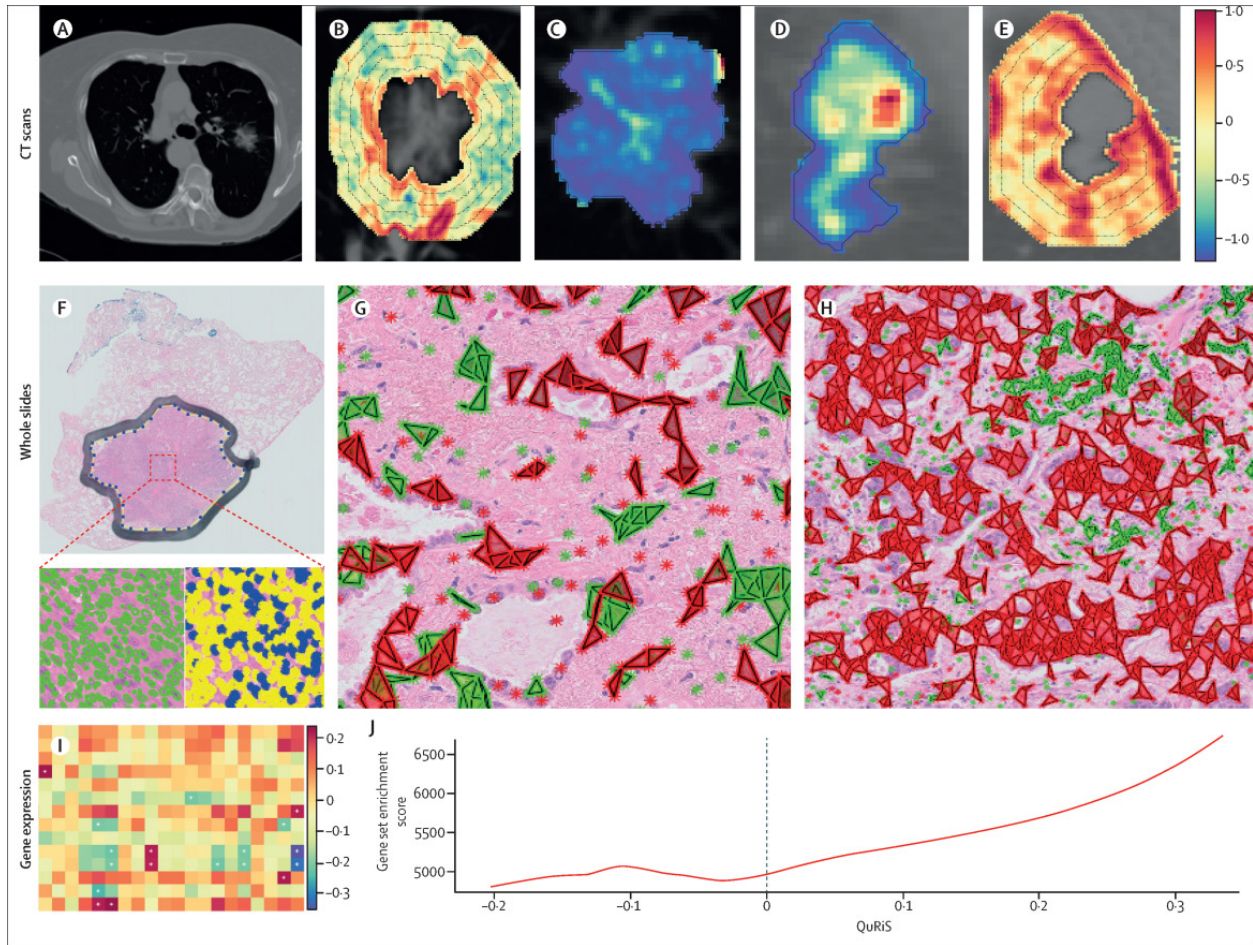 A
B
C
D
E
1·0
0·5
0
–0·5
–1·0
CT scans
F
G
H
Whole slides
I
0·2
0·1
0
–0·1
–0·2
–0·3
Gene expression
J
Gene set enrichment
score
6500
6000
5500
5000
–0·2
–0·1
0
0·1
0·2
0·3
QuRiS